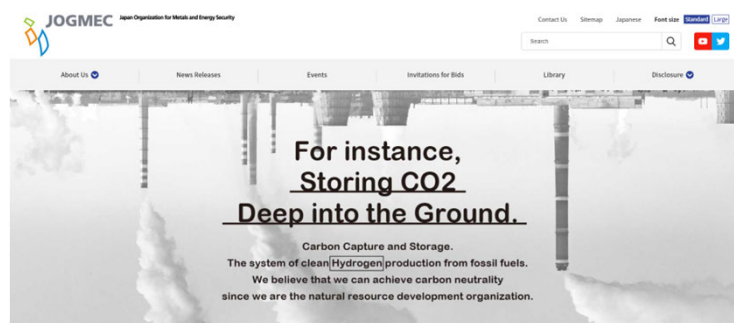 JOGMEC Japan Organization for Metals and Energy Security
Contact Us Sitemap Japanese Font size Standard Large
Search
About Us News Releases Events Invitations for Bids Library Disclosure
For instance,
Storing CO2
Deep into the Ground.
Carbon Capture and Storage.
The system of clean Hydrogen production from fossil fuels.
We believe that we can achieve carbon neutrality
since we are the natural resource development organization.